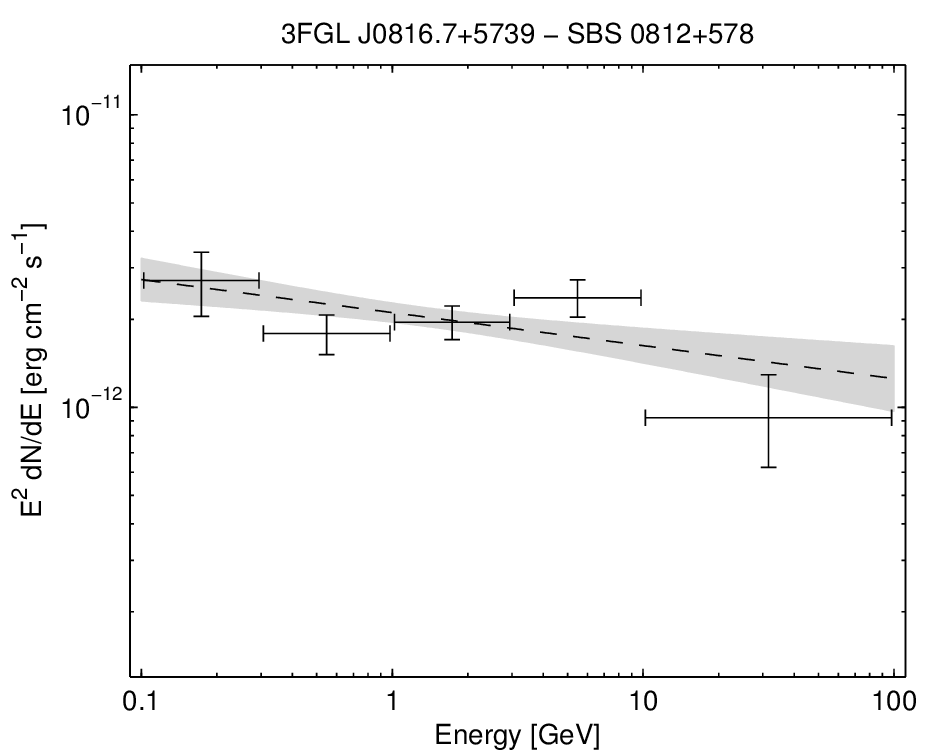 3FGL J0816.7+5739 − SBS 0812+578
10⁻¹¹
10⁻¹²
E² dN/dE [erg cm⁻² s⁻¹]
0.1 1 10 100
Energy [GeV]